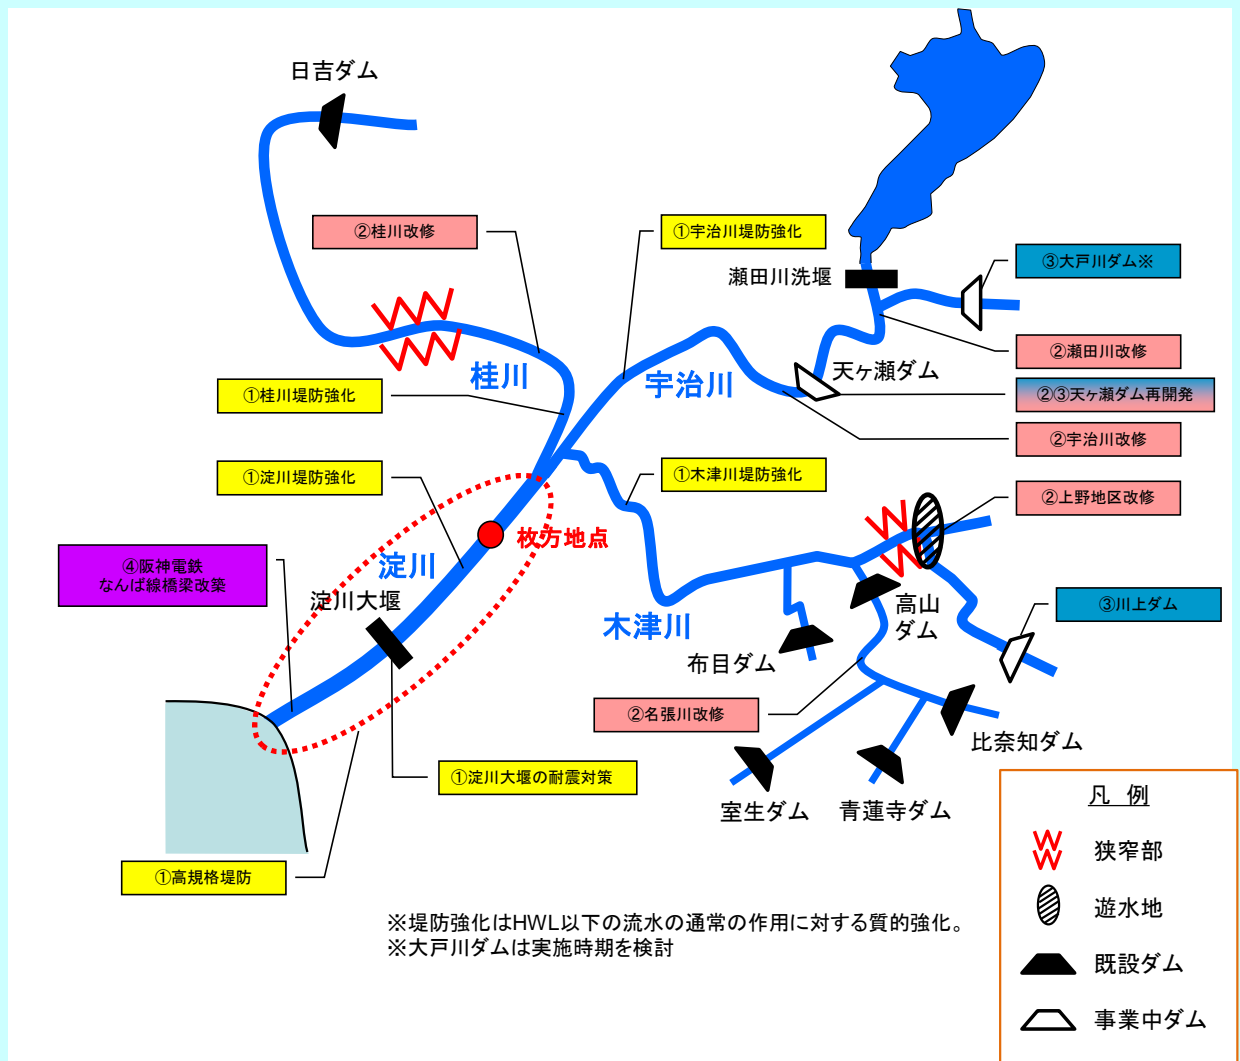 日吉ダム
②桂川改修
①宇治川堤防強化
瀬田川洗堰
③大戸川ダム※
②瀬田川改修
天ヶ瀬ダム
②③天ヶ瀬ダム再開発
②宇治川改修
桂川
宇治川
①桂川堤防強化
①淀川堤防強化
①木津川堤防強化
②上野地区改修
枚方地点
④阪神電鉄
なんば線橋梁改築
淀川
淀川大堰
木津川
高山
ダム
③川上ダム
布目ダム
②名張川改修
比奈知ダム
①淀川大堰の耐震対策
室生ダム
青蓮寺ダム
①高規格堤防
※堤防強化はHWL以下の流水の通常の作用に対する質的強化。
※大戸川ダムは実施時期を検討
凡 例
狭窄部
遊水地
既設ダム
事業中ダム